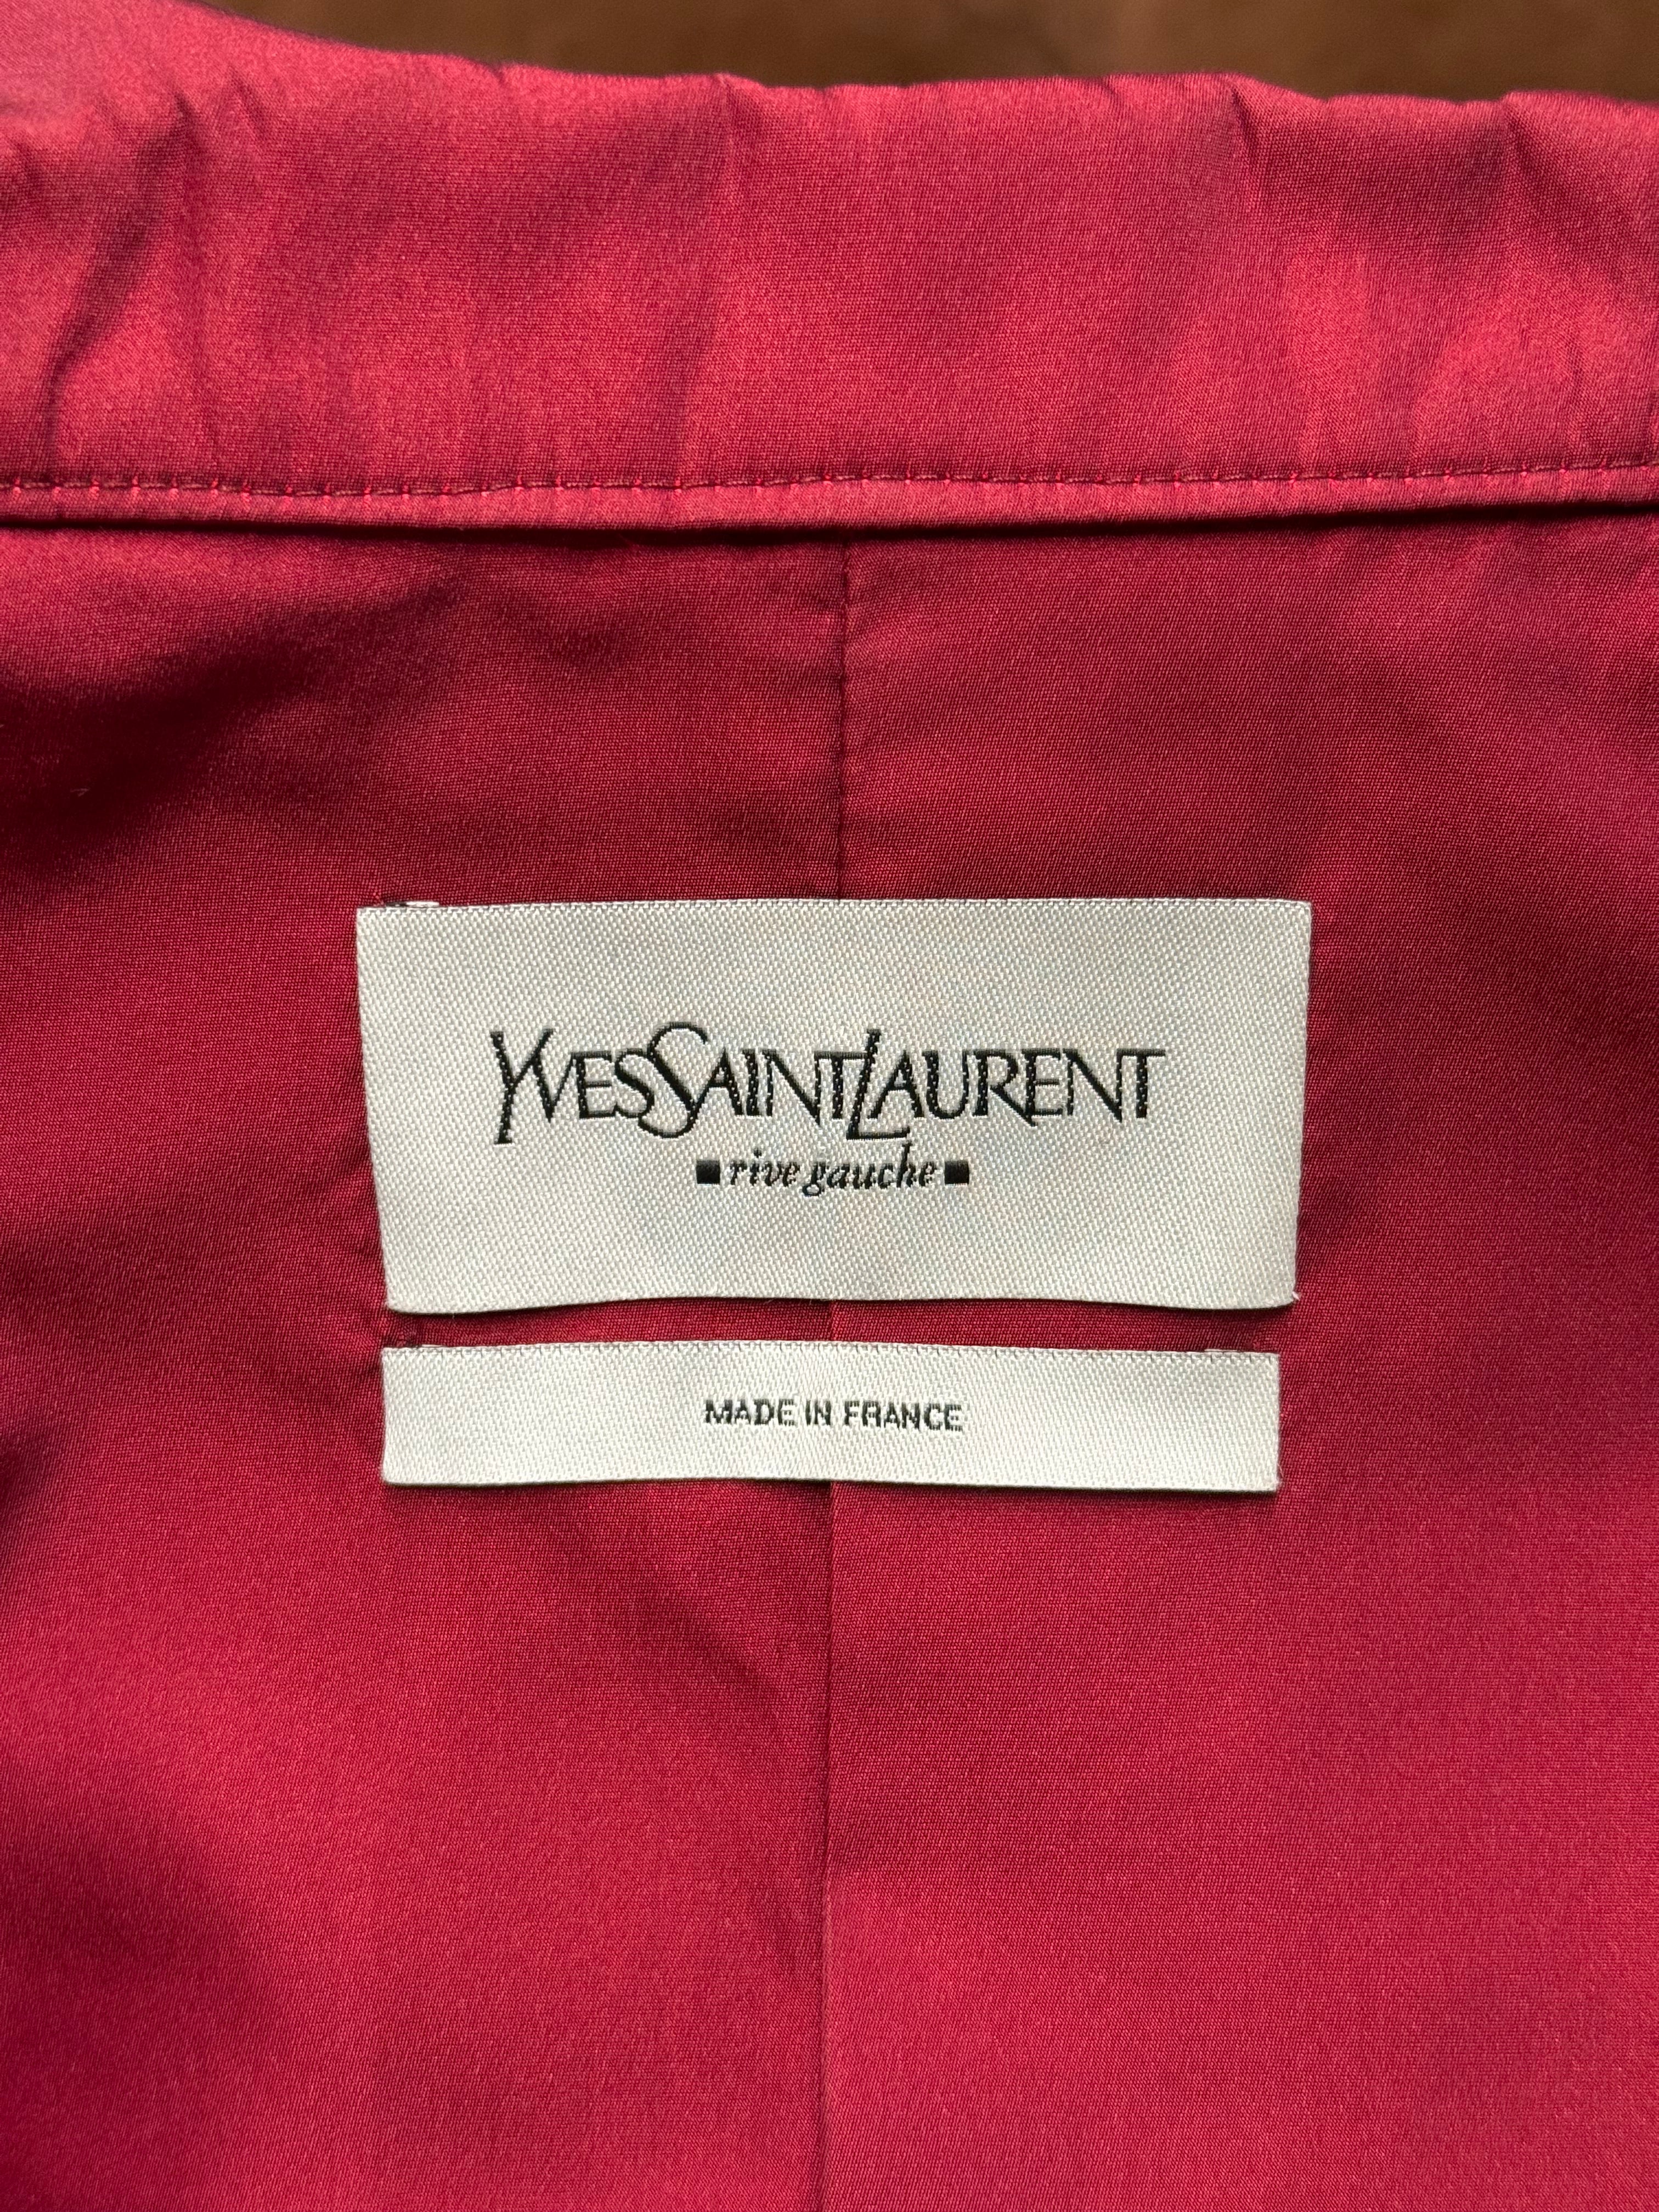 YVESSAINTLAURENT
■ rive gauche ■
MADE IN FRANCE